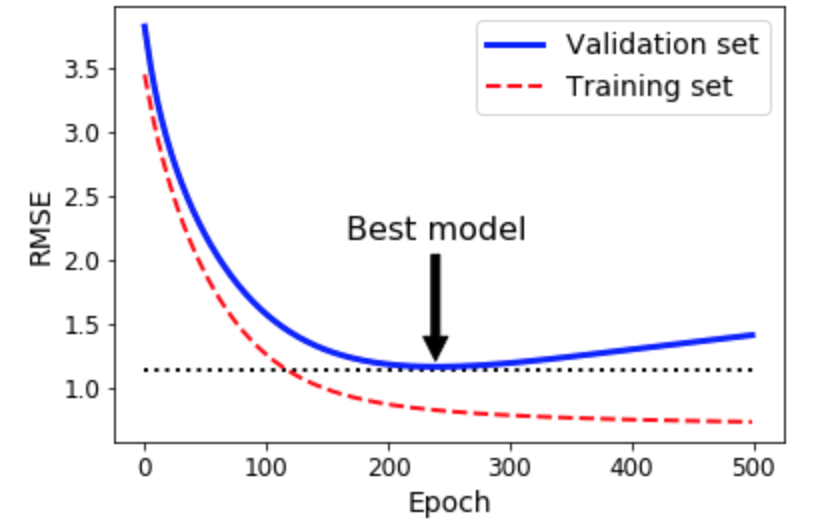 Validation set
Training set
Best model
RMSE
3.5
3.0
2.5
2.0
1.5
1.0
0 100 200 300 400 500
Epoch